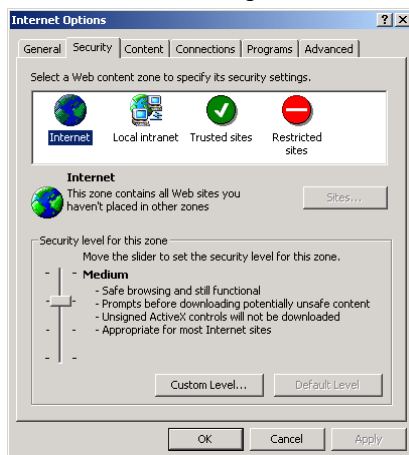 Internet Options
General Security Content Connections Programs Advanced
Select a Web content zone to specify its security settings.
Internet Local intranet Trusted sites Restricted
sites
Internet
This zone contains all Web sites you
haven't placed in other
zones
Sites...
Security level for this zone
Move the slider to set the security level for this zone.
Medium
- Safe browsing and still functional
- Prompts before downloading potentially unsafe content
- Unsigned ActiveX controls will not be downloaded
- Appropriate for most Internet sites
Custom Level... Default Level
OK Cancel Apply